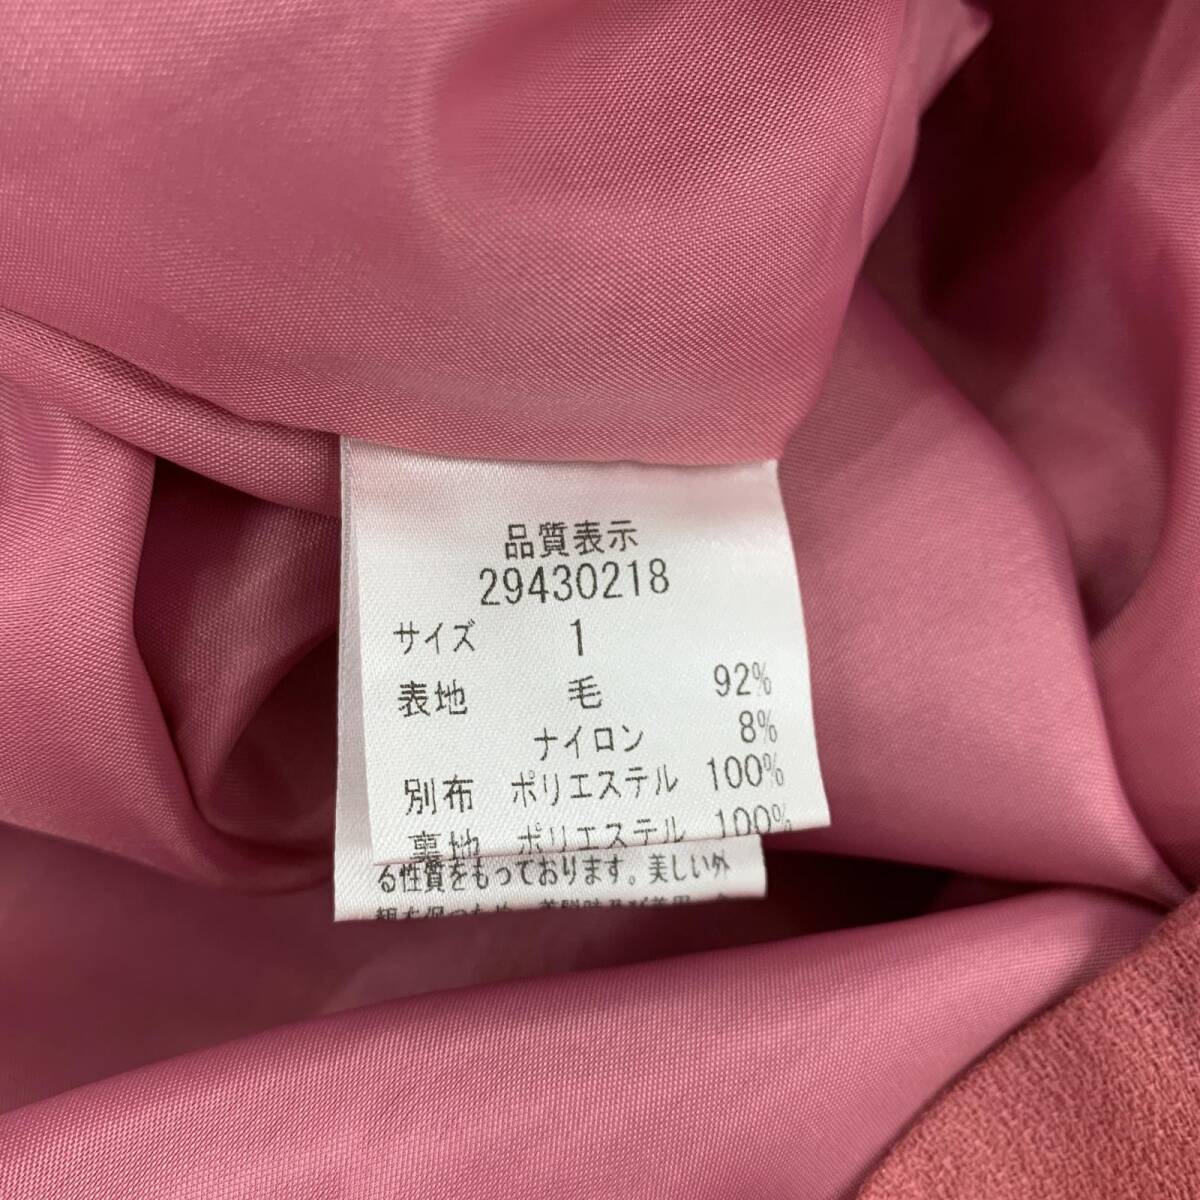 品質表示
29430218
サイズ 1
表地 毛 92%
ナイロン 8%
別布 ポリエステル 100%
裏地 ポリエステル 100%
る性質をもっております。美しい外